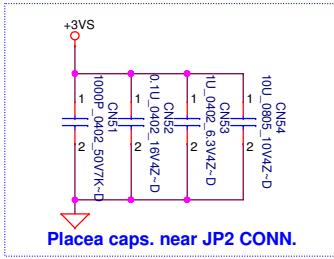 +3VS
1
1
1
1
CN51
1000P_0402_50V7K~D
CN52
0.1U_0402_16V4Z~D
CN53
1U_0402_6.3V4Z~D
CN54
10U_0805_10V4Z~D
2
2
2
2
Placea caps. near JP2 CONN.